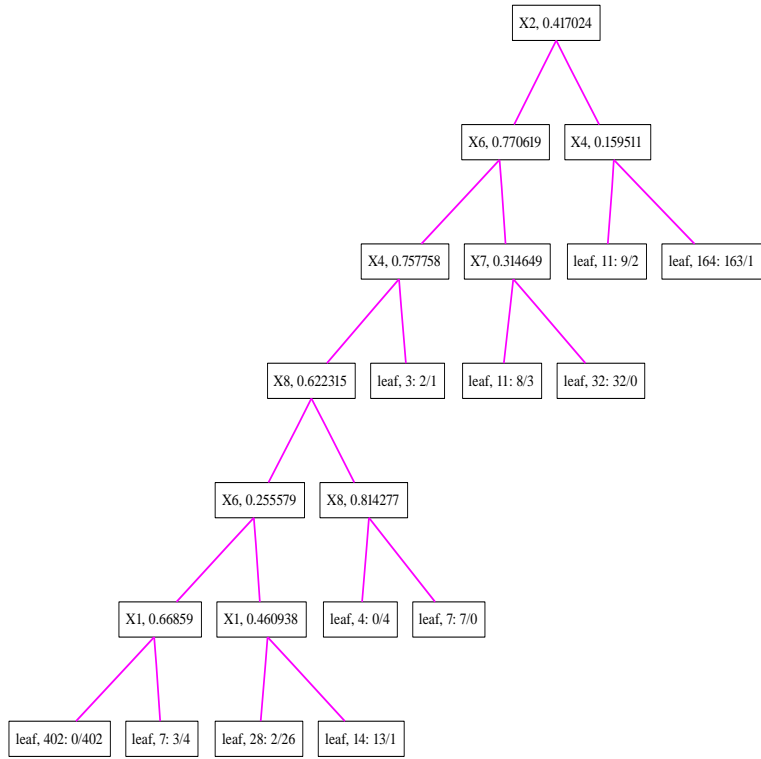 X2, 0.417024
X6, 0.770619
X4, 0.159511
X4, 0.757758
X7, 0.314649
leaf, 11: 9/2
leaf, 164: 163/1
X8, 0.622315
leaf, 3: 2/1
leaf, 11: 8/3
leaf, 32: 32/0
X6, 0.255579
X8, 0.814277
X1, 0.66859
X1, 0.460938
leaf, 4: 0/4
leaf, 7: 7/0
leaf, 402: 0/402
leaf, 7: 3/4
leaf, 28: 2/26
leaf, 14: 13/1